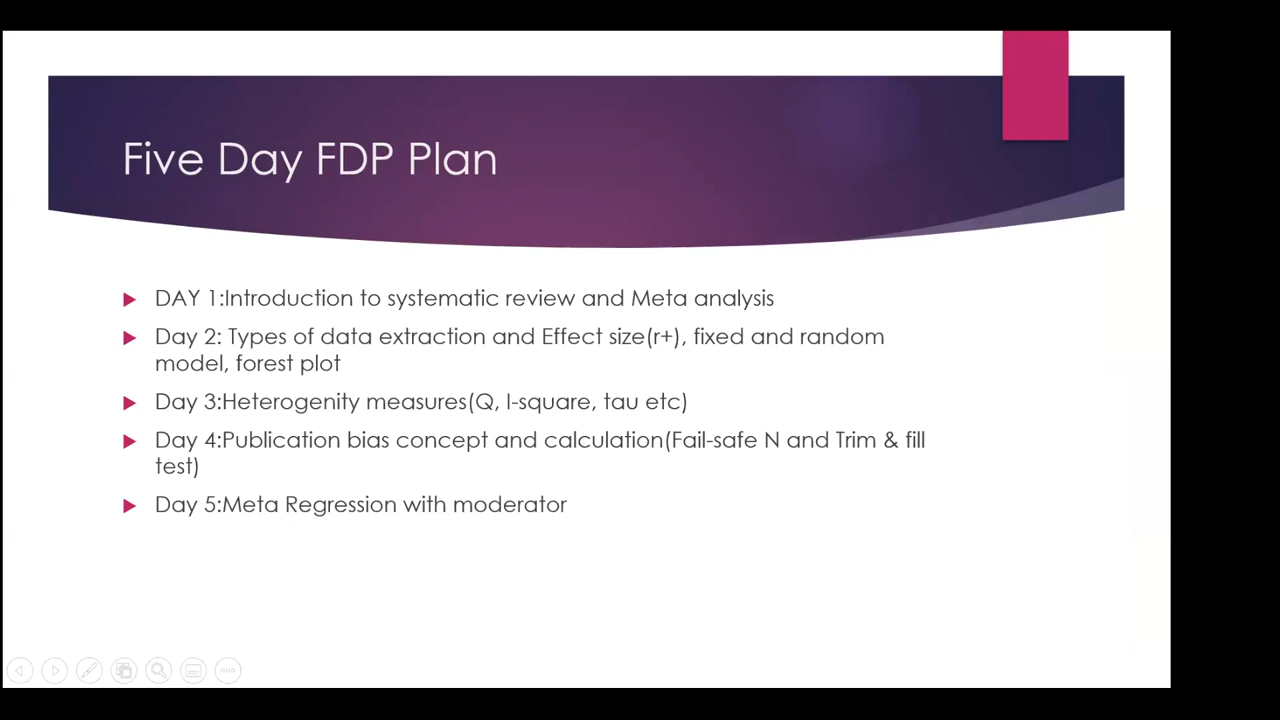 Five Day FDP Plan
DAY 1:Introduction to systematic review and Meta analysis
Day 2: Types of data extraction and Effect size(r+), fixed and random
model, forest plot
Day 3:Heterogenity measures(Q, I-square, tau etc)
Day 4:Publication bias concept and calculation(Fail-safe N and Trim & fill
test)
Day 5:Meta Regression with moderator